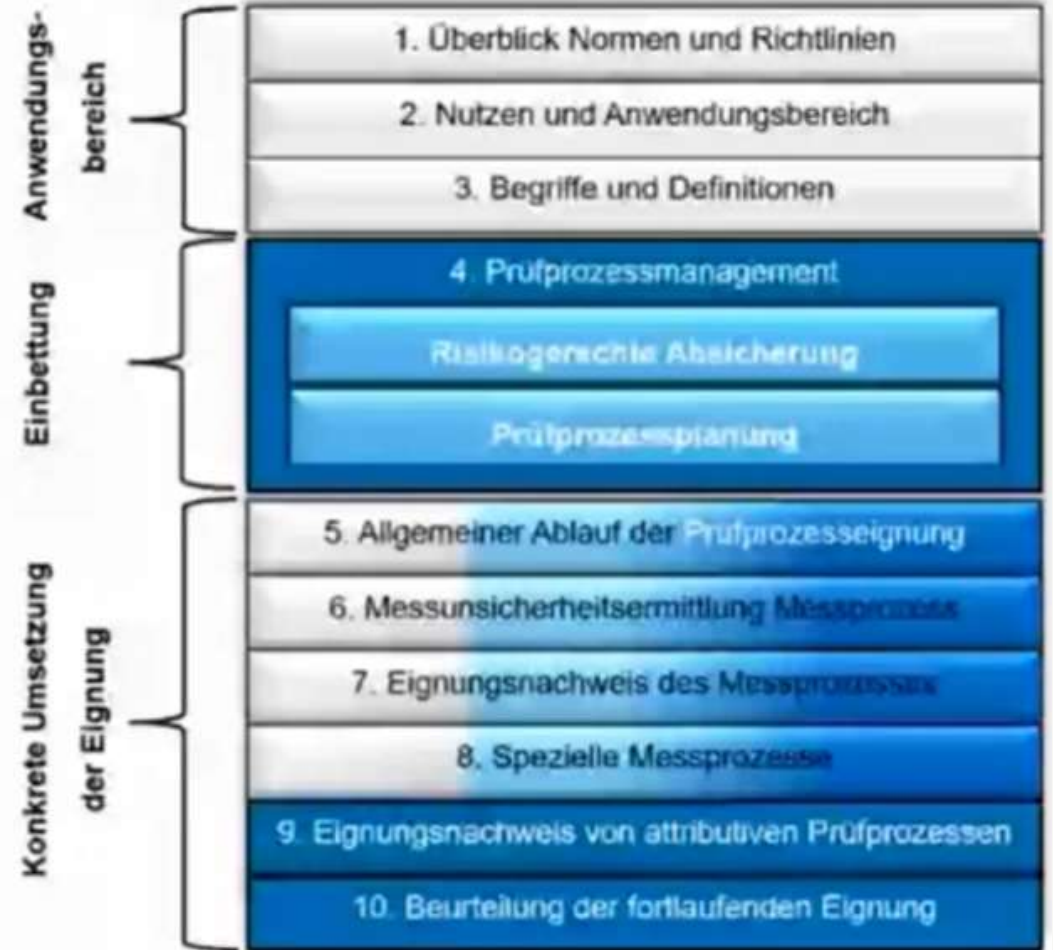 Anwendungs-
bereich
1. Überblick Normen und Richtlinien
2. Nutzen und Anwendungsbereich
3. Begriffe und Definitionen
Einbettung
4. Prüfprozessmanagement
Risikogerechte Absicherung
Prüfprozessplanung
Konkrete Umsetzung
der Eignung
5. Allgemeiner Ablauf der Prüfprozesseignung
6. Messunsicherheitsermittlung Messprozess
7. Eignungsnachweis des Messprozesses
8. Spezielle Messprozesse
9. Eignungsnachweis von attributiven Prüfprozessen
10. Beurteilung der fortlaufenden Eignung